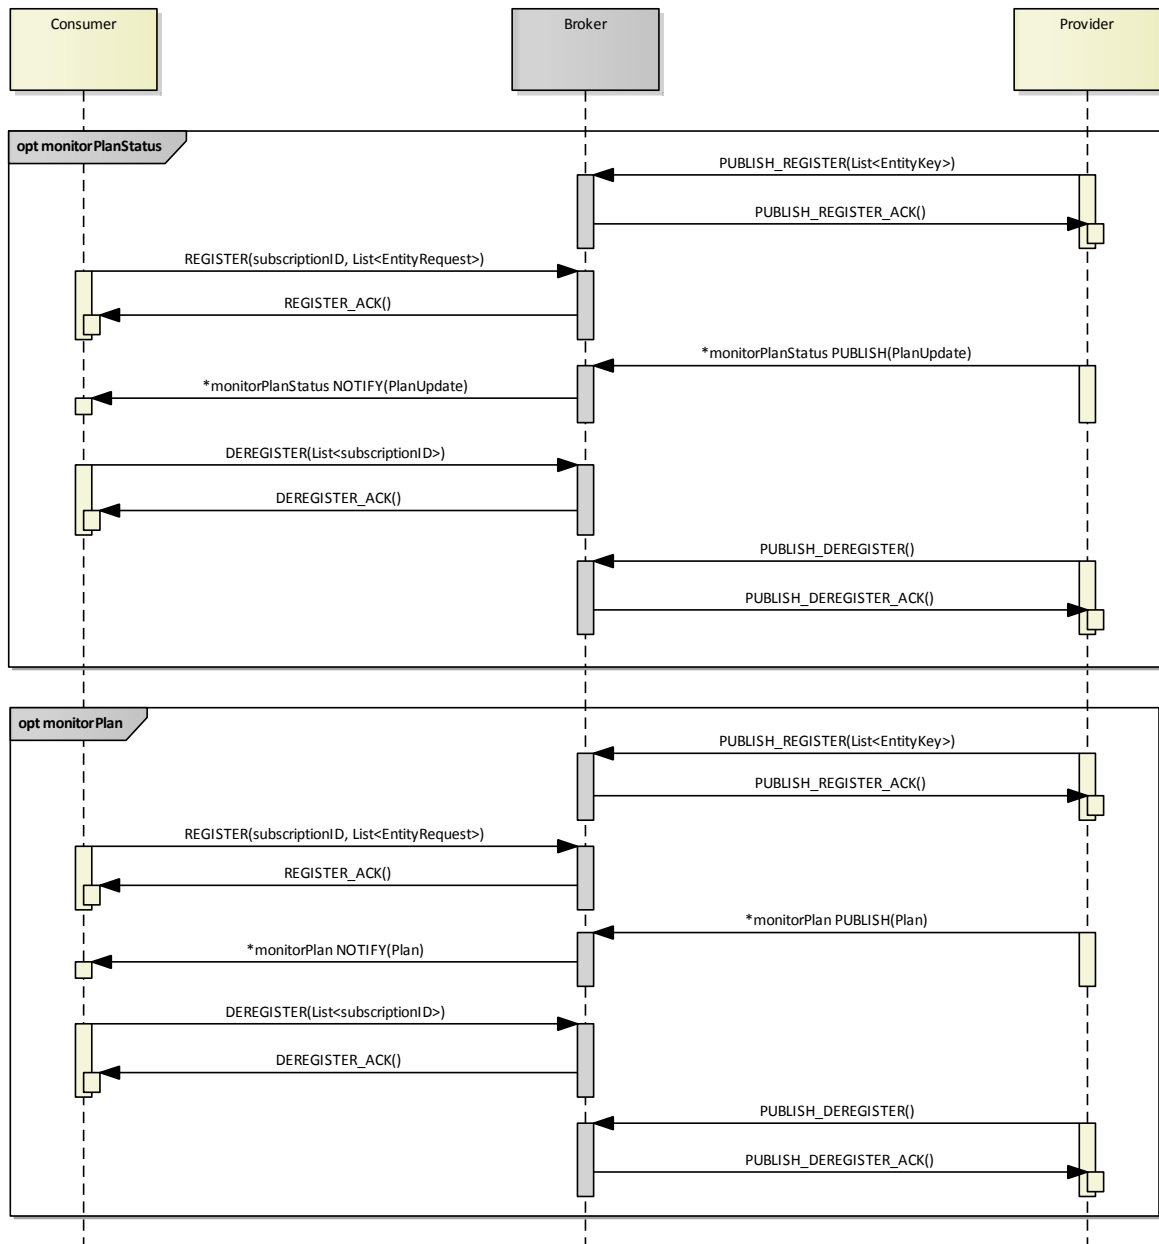 Consumer
Broker
Provider
opt monitorPlanStatus
PUBLISH_REGISTER(List<EntityKey>)
PUBLISH_REGISTER_ACK()
REGISTER(subscriptionID, List<EntityRequest>)
REGISTER_ACK()
*monitorPlanStatus PUBLISH(PlanUpdate)
*monitorPlanStatus NOTIFY(PlanUpdate)
DEREGISTER(List<subscriptionID>)
DEREGISTER_ACK()
PUBLISH_DEREGISTER()
PUBLISH_DEREGISTER_ACK()
opt monitorPlan
PUBLISH_REGISTER(List<EntityKey>)
PUBLISH_REGISTER_ACK()
REGISTER(subscriptionID, List<EntityRequest>)
REGISTER_ACK()
*monitorPlan PUBLISH(Plan)
*monitorPlan NOTIFY(Plan)
DEREGISTER(List<subscriptionID>)
DEREGISTER_ACK()
PUBLISH_DEREGISTER()
PUBLISH_DEREGISTER_ACK()